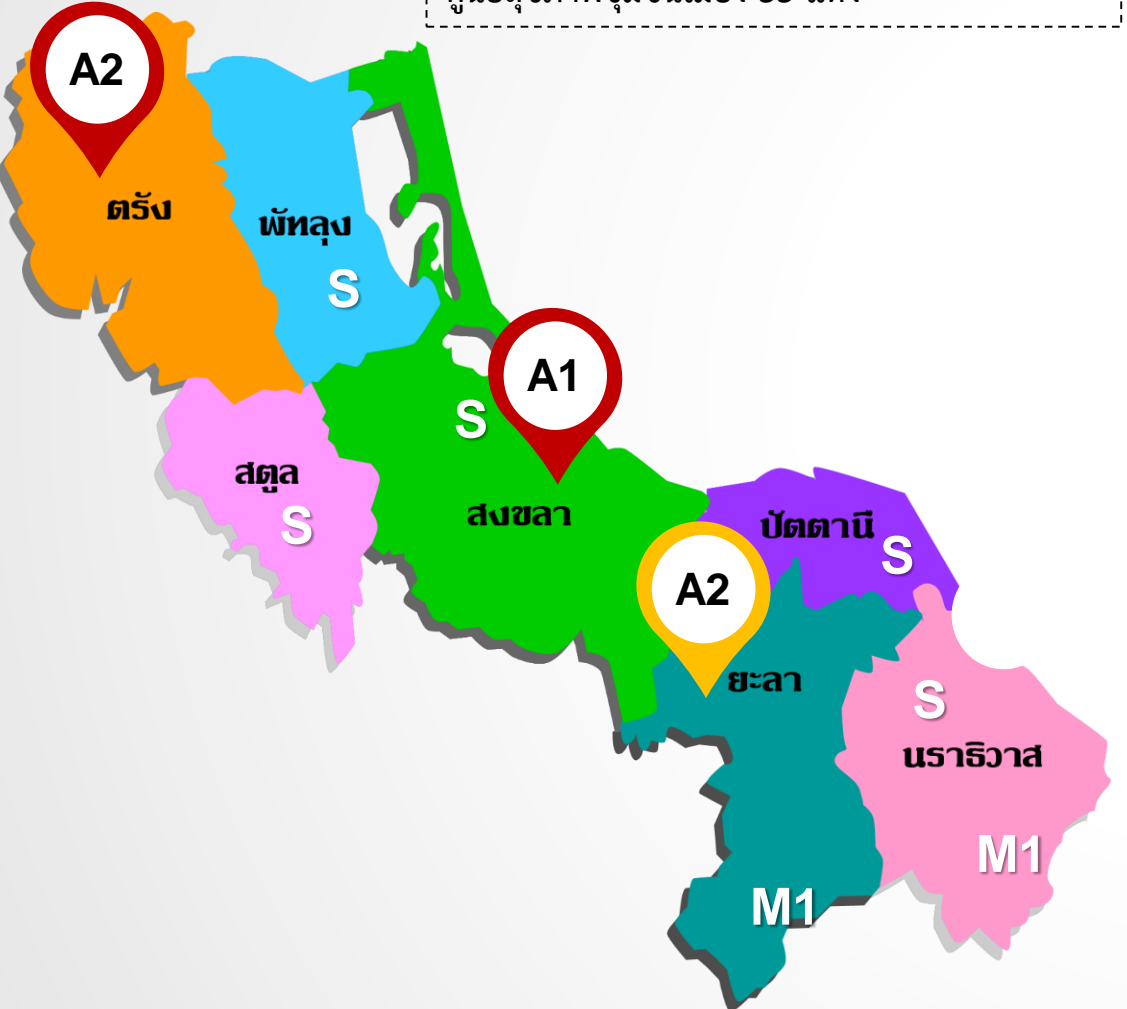 A2
ตรัง
พัทลุง
S
A1
S
สตูล
S
สงขลา
ปัตตานี
S
A2
ยะลา
S
นราธิวาส
M1
M1